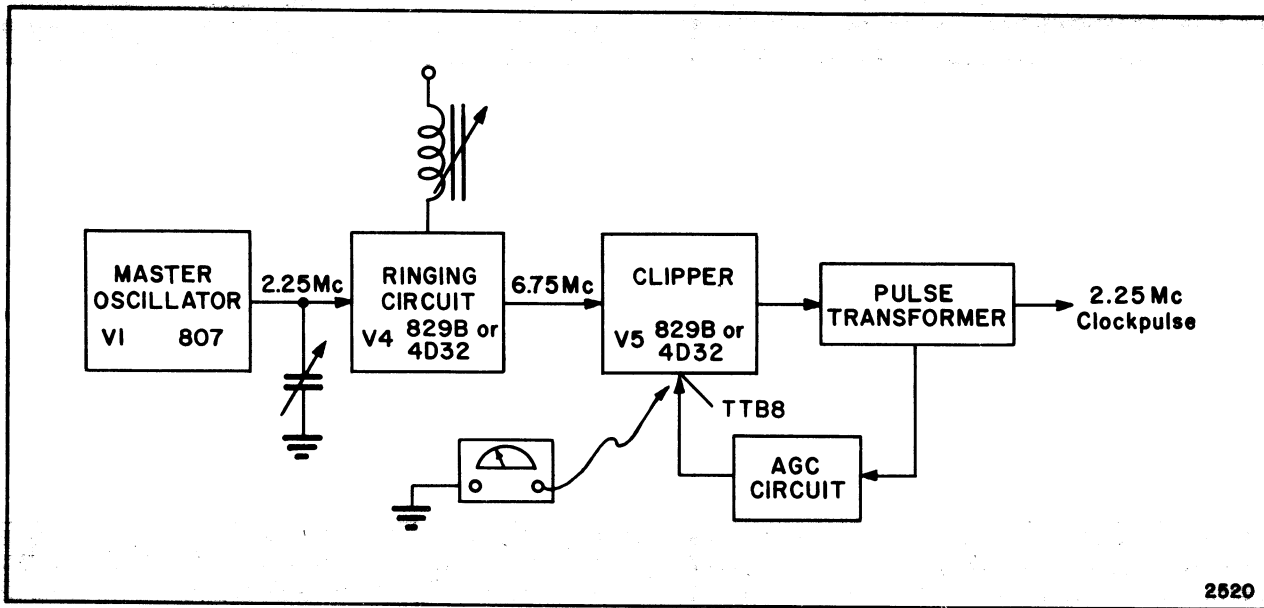 MASTER
OSCILLATOR
V1 807
2.25Mc
RINGING
CIRCUIT
V4 829B or
4D32
6.75Mc
CLIPPER
V5 829B or
4D32
PULSE
TRANSFORMER
2.25 Mc
Clockpulse
TTB8
AGC
CIRCUIT
2520